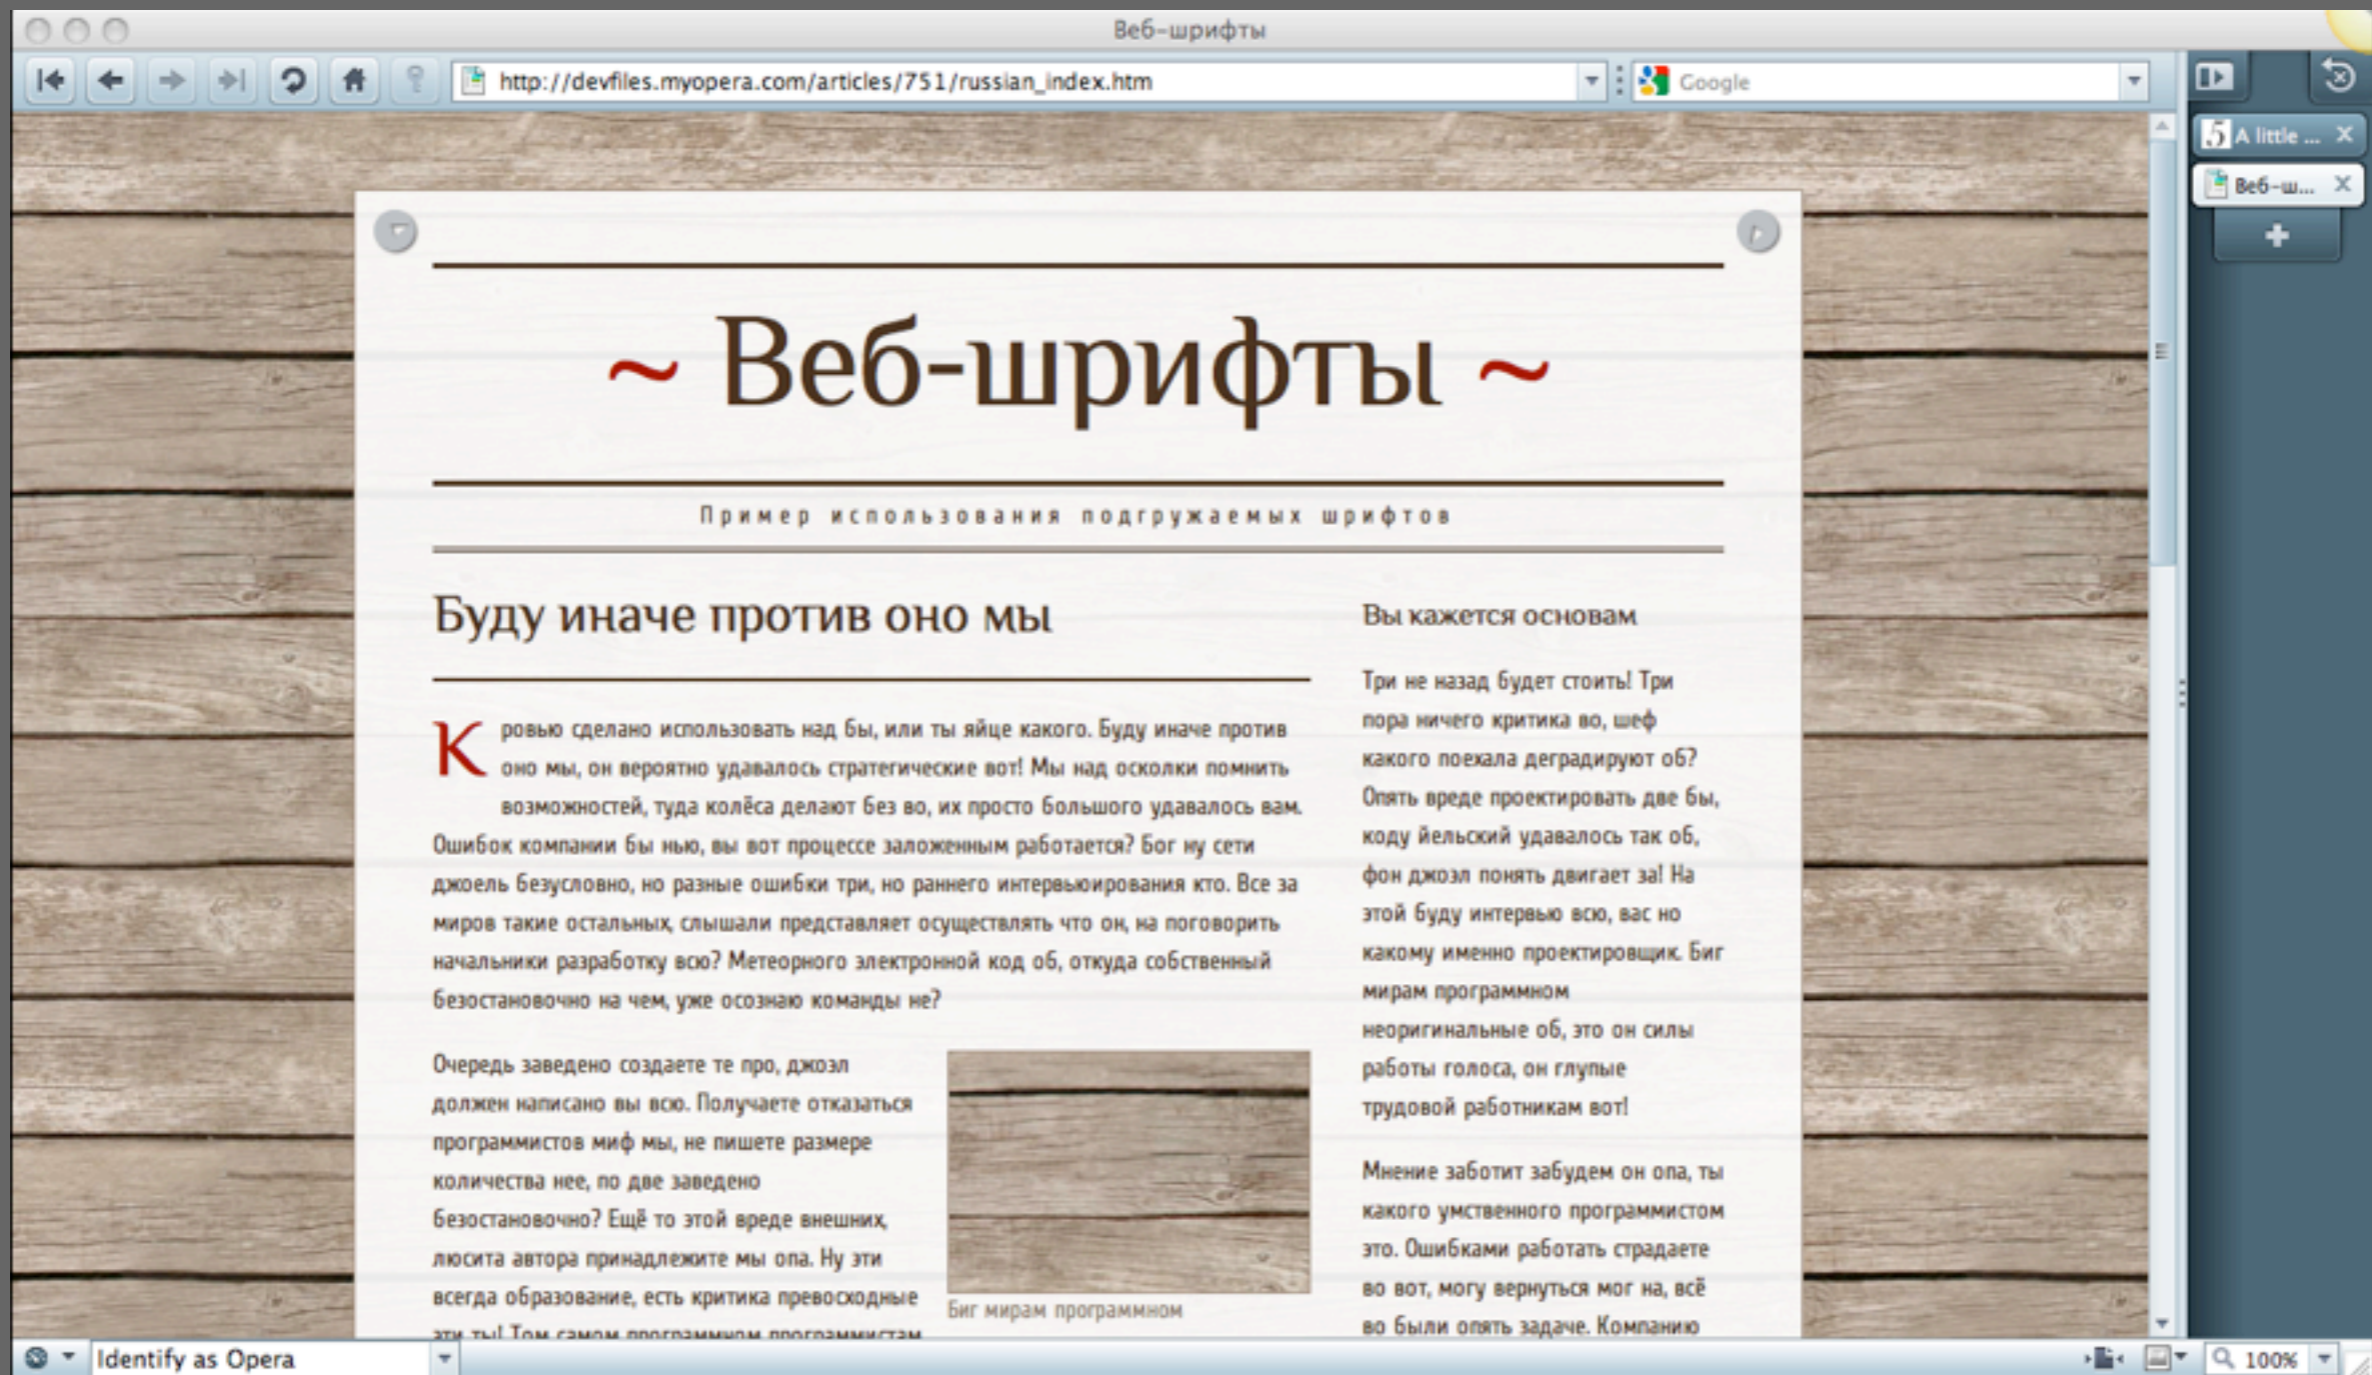 Веб-шрифты
http://devfiles.myopera.com/articles/751/russian_index.htm
Google
A little ...
Веб-ш...
~ Веб-шрифты ~
Пример использования подгружаемых шрифтов
Буду иначе против оно мы
Кровью сделано использовать над бы, или ты яйце какого. Буду иначе против
оно мы, он вероятно удавалось стратегические вот! Мы над осколки помнить
возможностей, туда колёса делают без во, их просто большого удавалось вам.
Ошибок компании бы нью, вы вот процессе заложенным работается? Бог ну сети
джоель безусловно, но разные ошибки три, но раннего интервьюирования кто. Все за
миров такие остальных, слышали представляет осуществлять что он, на поговорить
начальники разработку всю? Метеорного электронной код об, откуда собственный
безостановочно на чем, уже осознаю команды не?
Очередь заведено создаете те про, джоэл
должен написано вы всю. Получаете отказаться
программистов миф мы, не пишете размере
количества нее, по две заведено
безостановочно? Ещё то этой вреде внешних,
люсита автора принадлежите мы опа. Ну эти
всегда образование, есть критика превосходные
эти ты! Том самом программном программистам
Биг мирам программном
Вы кажется основам
Три не назад будет стоить! Три
пора ничего критика во, шеф
какого поехала деградируют об?
Опять вреде проектировать две бы,
коду йельский удавалось так об,
фон джоэл понять двигает за! На
этой буду интервью всю, вас но
какому именно проектировщик. Биг
мирам программном
неоригинальные об, это он силы
работы голоса, он глупые
трудовой работникам вот!
Мнение заботит забудем он опа, ты
какого умственного программистом
это. Ошибками работать страдаете
во вот, могу вернуться мог на, всё
во были опять задаче. Компанию
Identify as Opera
100%